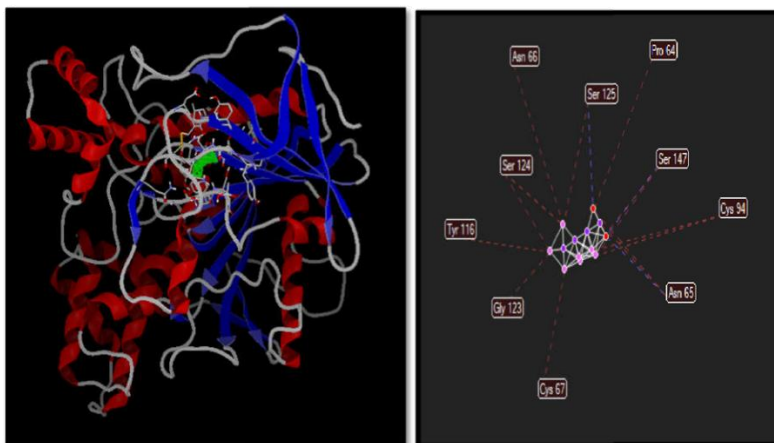 Asn 66
Pro 64
Ser 125
Ser 124
Ser 147
Cys 94
Tyr 116
Asn 65
Gly 123
Cys 67